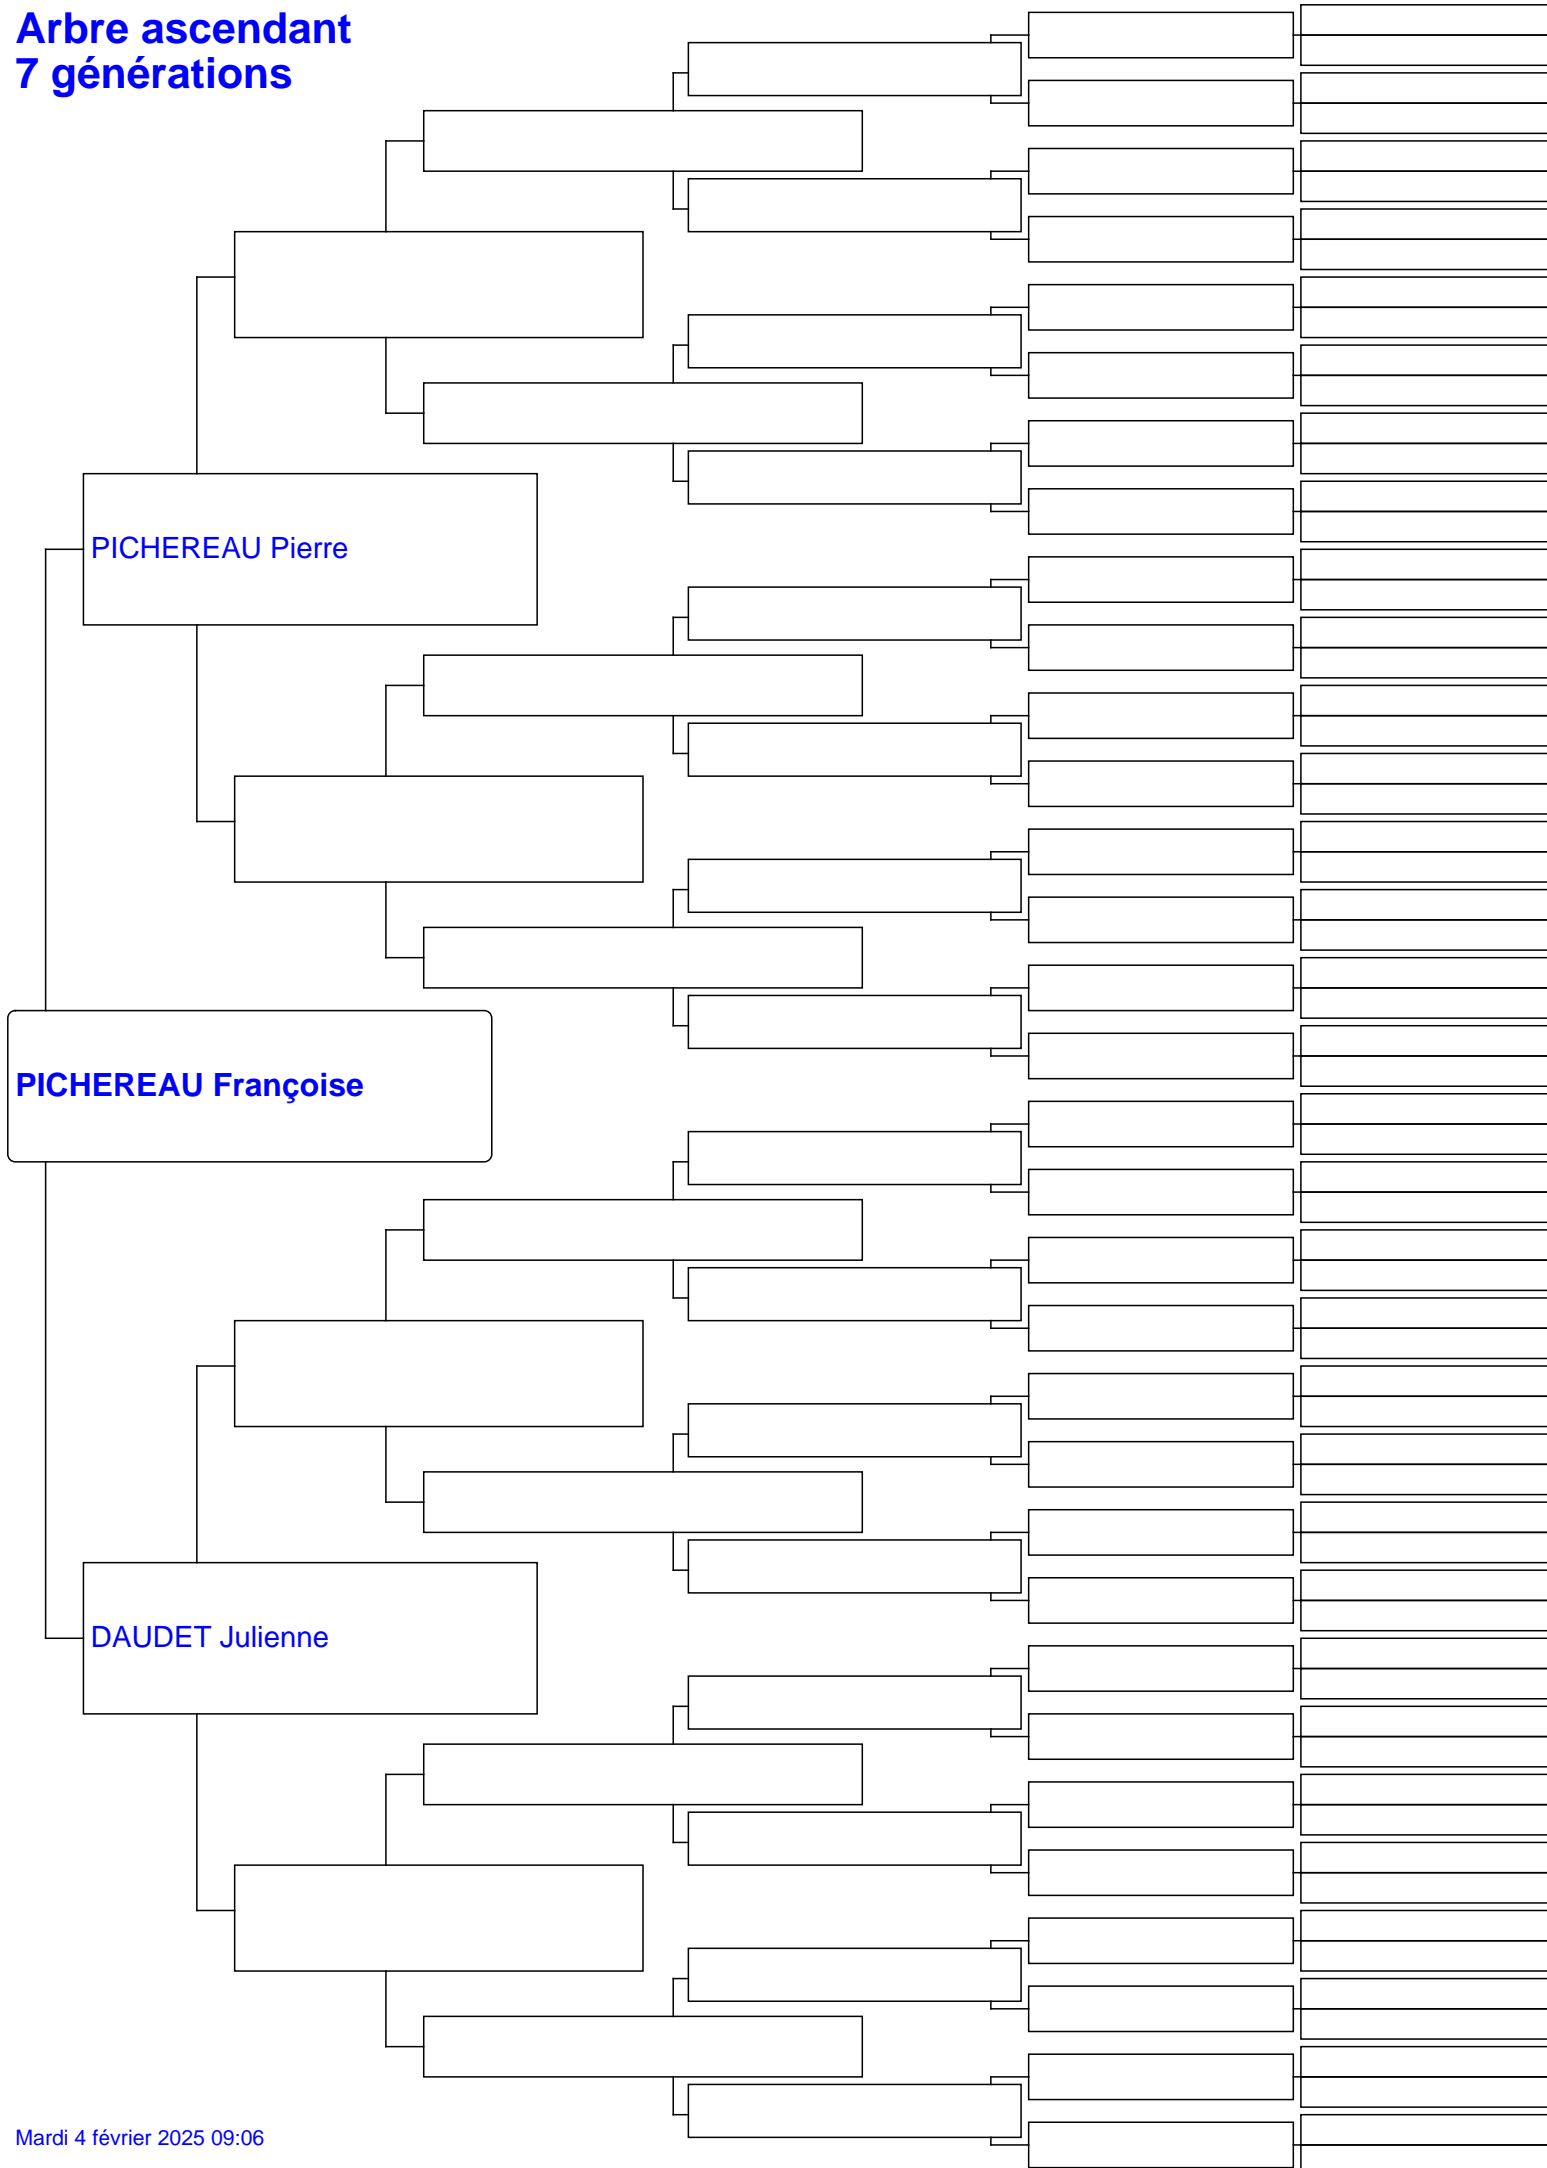 Arbre ascendant
7 générations
PICHEREAU Pierre
PICHEREAU Françoise
DAUDET Julienne
Mardi 4 février 2025 09:06